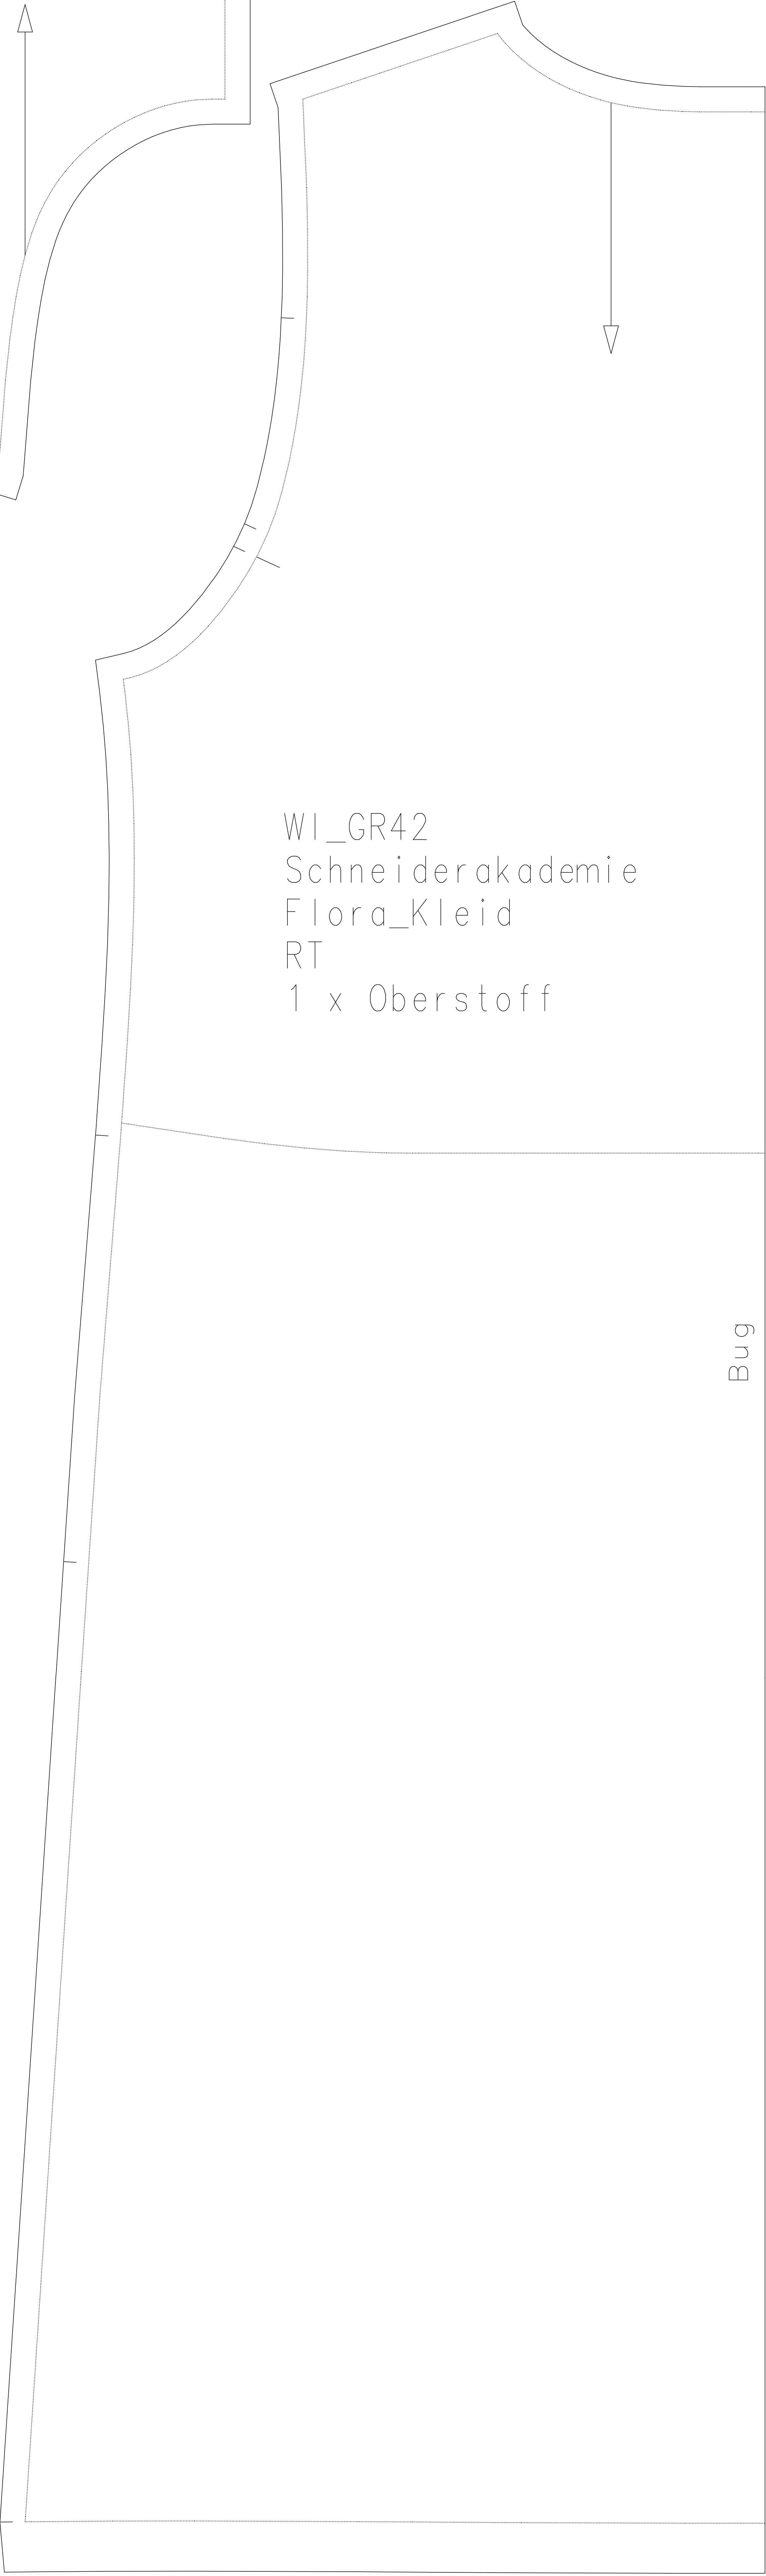 WI_GR42
Schneiderakademie
Flora_Kleid
RT
1 x Oberstoff
Bug